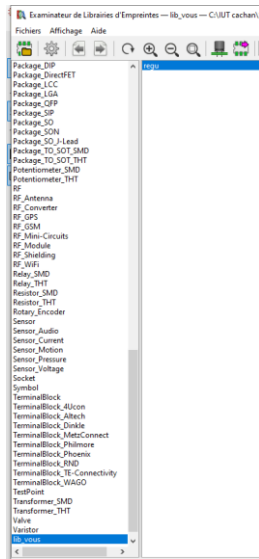 Examinateur de Librairies d'Empreintes — lib_vous — C:\IUT cachan\
Fichiers Affichage Aide
Package_DIP
Package_DirectFET
Package_LCC
Package_LGA
Package_QFP
Package_SIP
Package_SO
Package_SON
Package_SO_J-Lead
Package_TO_SOT_SMD
Package_TO_SOT_THT
Potentiometer_SMD
Potentiometer_THT
RF
RF_Antenna
RF_Converter
RF_GPS
RF_GSM
RF_Mini-Circuits
RF_Module
RF_Shielding
RF_WiFi
Relay_SMD
Relay_THT
Resistor_SMD
Resistor_THT
Rotary_Encoder
Sensor
Sensor_Audio
Sensor_Current
Sensor_Motion
Sensor_Pressure
Sensor_Voltage
Socket
Symbol
TerminalBlock
TerminalBlock_4Ucon
TerminalBlock_Altech
TerminalBlock_Dinkle
TerminalBlock_MetzConnect
TerminalBlock_Philmore
TerminalBlock_Phoenix
TerminalBlock_RND
TerminalBlock_TE-Connectivity
TerminalBlock_WAGO
TestPoint
Transformer_SMD
Transformer_THT
Valve
Varistor
lib_vous
regu